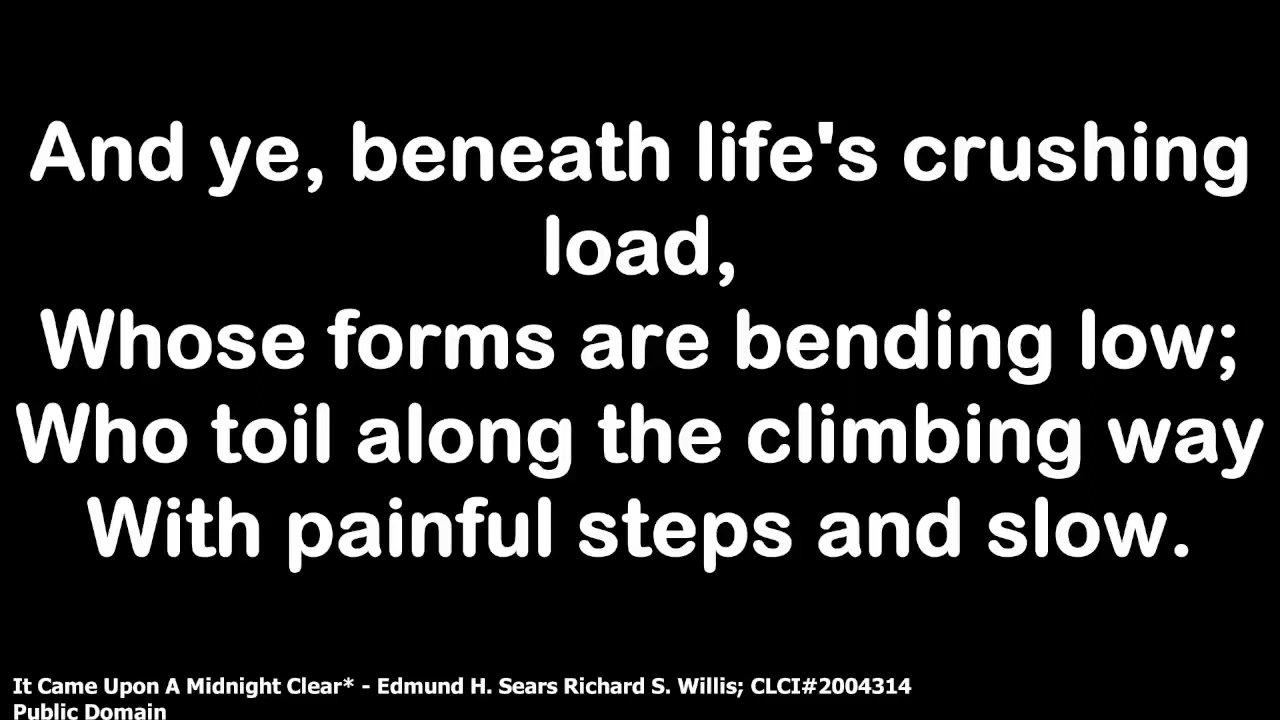 And ye, beneath life's crushing
load,
Whose forms are bending low;
Who toil along the climbing way
With painful steps and slow.
It Came Upon A Midnight Clear* - Edmund H. Sears Richard S. Willis; CLCI#2004314
Public Domain